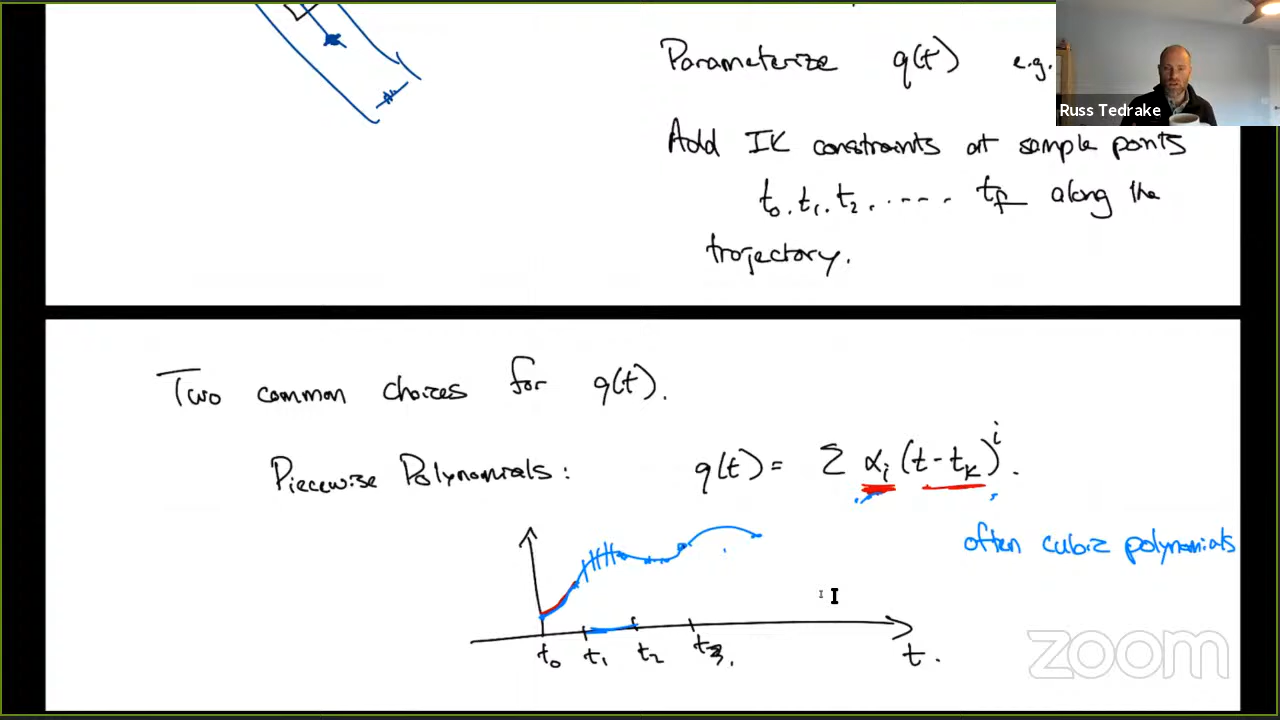 Parameterize q(t) e.g.
Russ Tedrake
Add IK constraints at sample points
t₀, t₁, t₂, ..... t_f along the
trajectory.
Two common choices for q(t).
Piecewise Polynomials: q(t) = Σ αᵢ (t - tₖ)ⁱ.
often cubic polynomials
t₀ t₁ t₂ t₃. t.
zoom